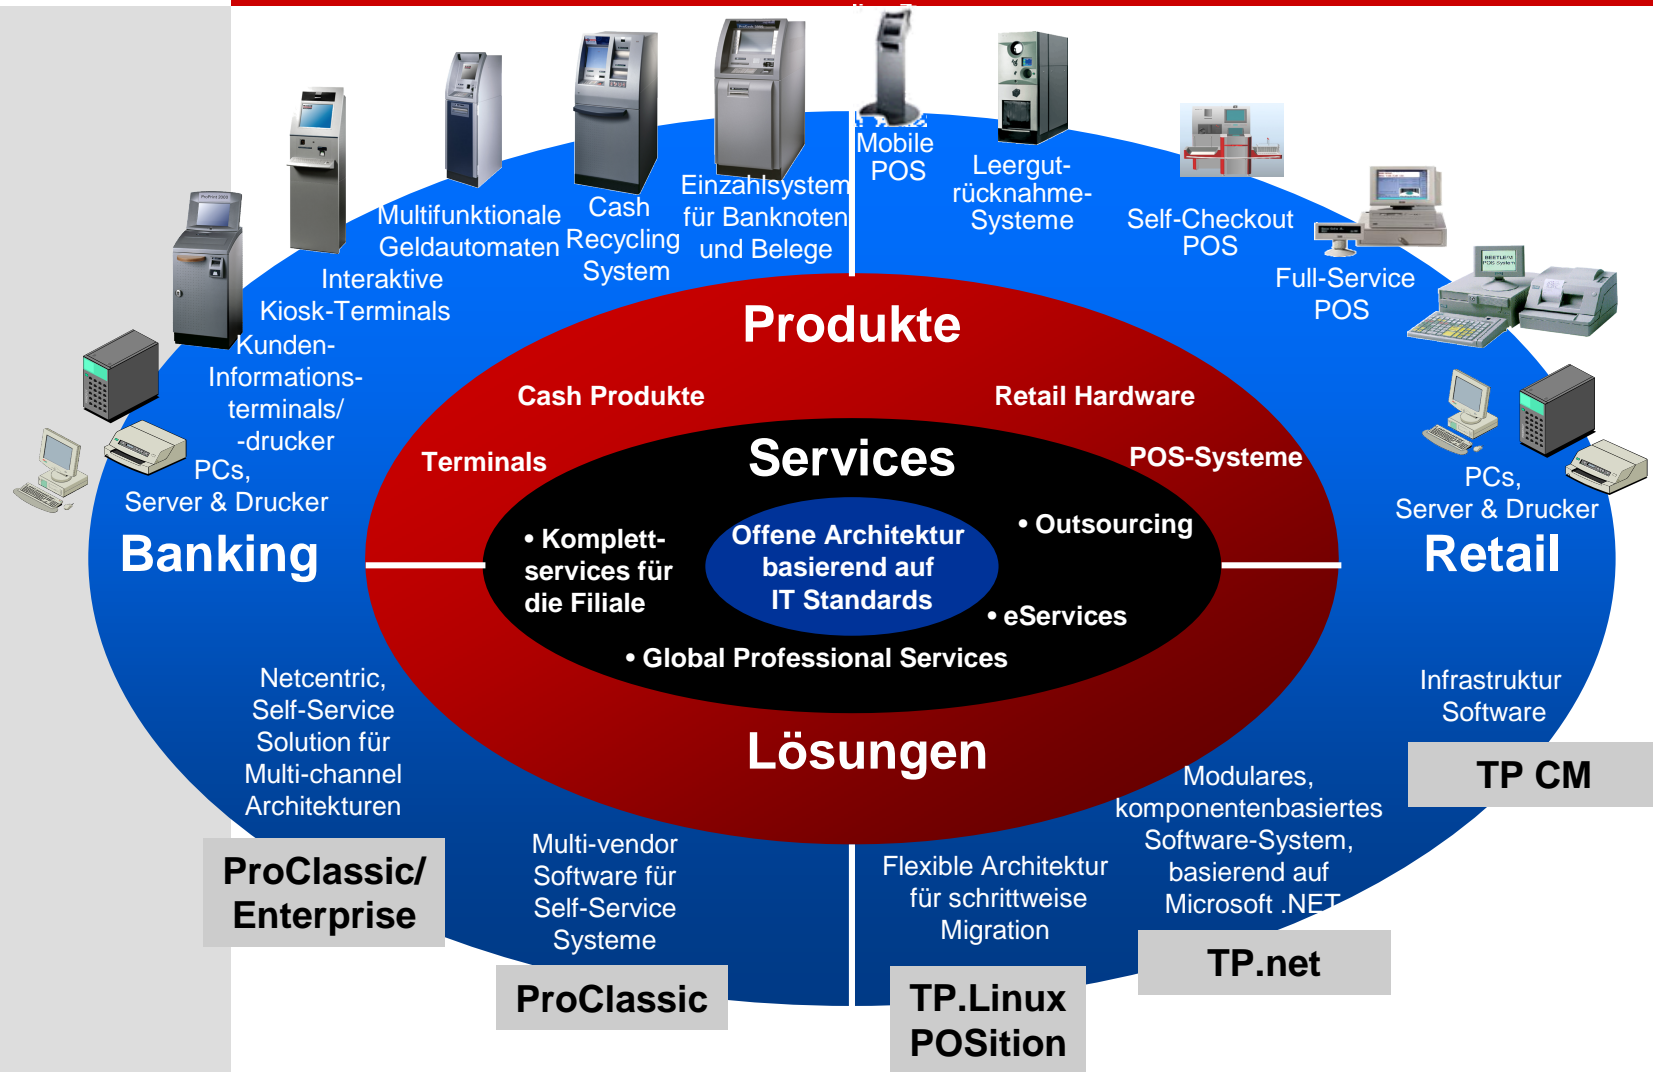 Mobile
POS
Leergut-
rücknahme-
Systeme
Einzahlsystem
für Banknoten
und Belege
Cash
Recycling
System
Multifunktionale
Geldautomaten
Self-Checkout
POS
Interaktive
Kiosk-Terminals
Full-Service
POS
Kunden-
Informations-
terminals/
-drucker
PCs,
Server & Drucker
PCs,
Server & Drucker
Banking
Retail
Produkte
Cash Produkte
Retail Hardware
Terminals
POS-Systeme
Services
• Komplett-
services für
die Filiale
Offene Architektur
basierend auf
IT Standards
• Outsourcing
• eServices
• Global Professional Services
Lösungen
Netcentric,
Self-Service
Solution für
Multi-channel
Architekturen
ProClassic/
Enterprise
Multi-vendor
Software für
Self-Service
Systeme
ProClassic
Flexible Architektur
für schrittweise
Migration
TP.Linux
POSition
Modulares,
komponentenbasiertes
Software-System,
basierend auf
Microsoft .NET
TP.net
Infrastruktur
Software
TP CM